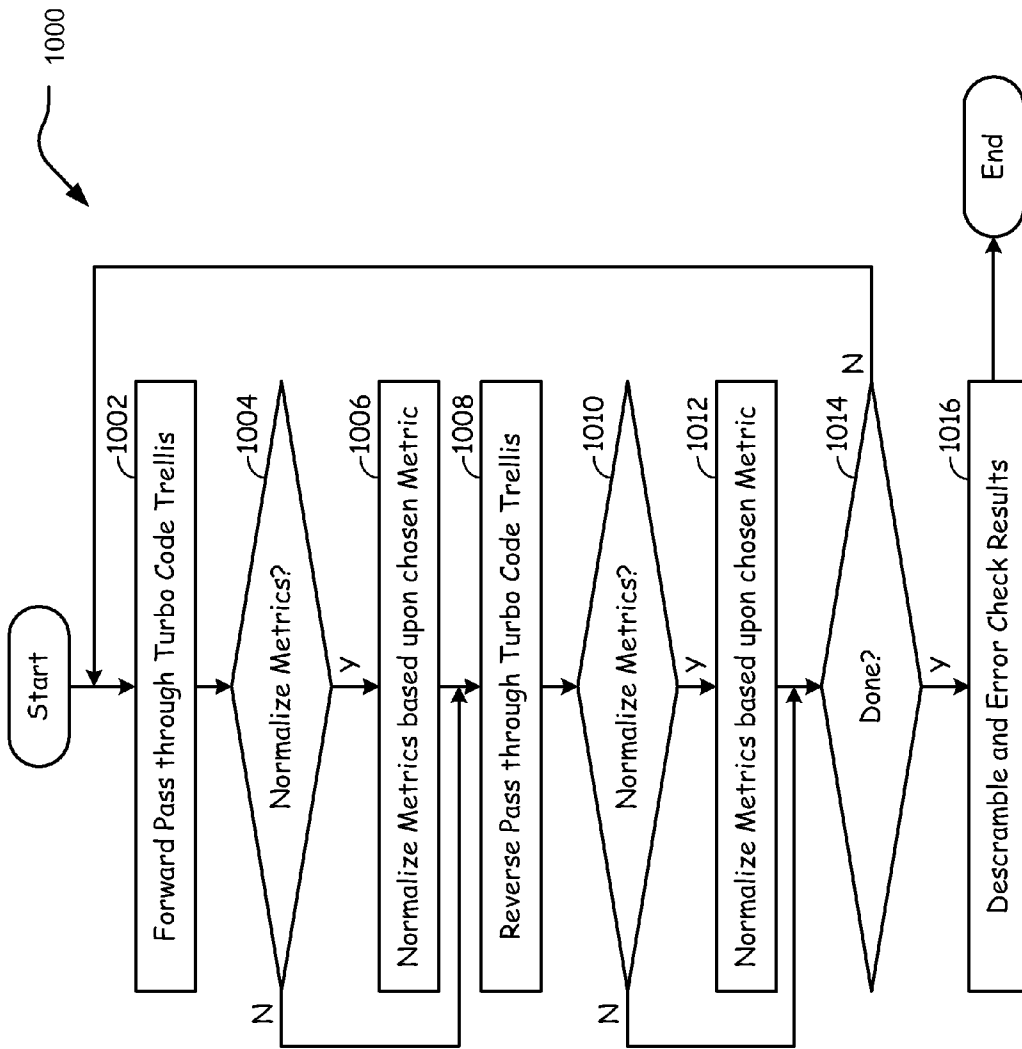 1000
Start
1002
Forward Pass through Turbo Code Trellis
1004
Normalize Metrics?
N
Y
1006
Normalize Metrics based upon chosen Metric
1008
Reverse Pass through Turbo Code Trellis
1010
Normalize Metrics?
N
Y
1012
Normalize Metrics based upon chosen Metric
1014
Done?
N
Y
1016
Descramble and Error Check Results
End